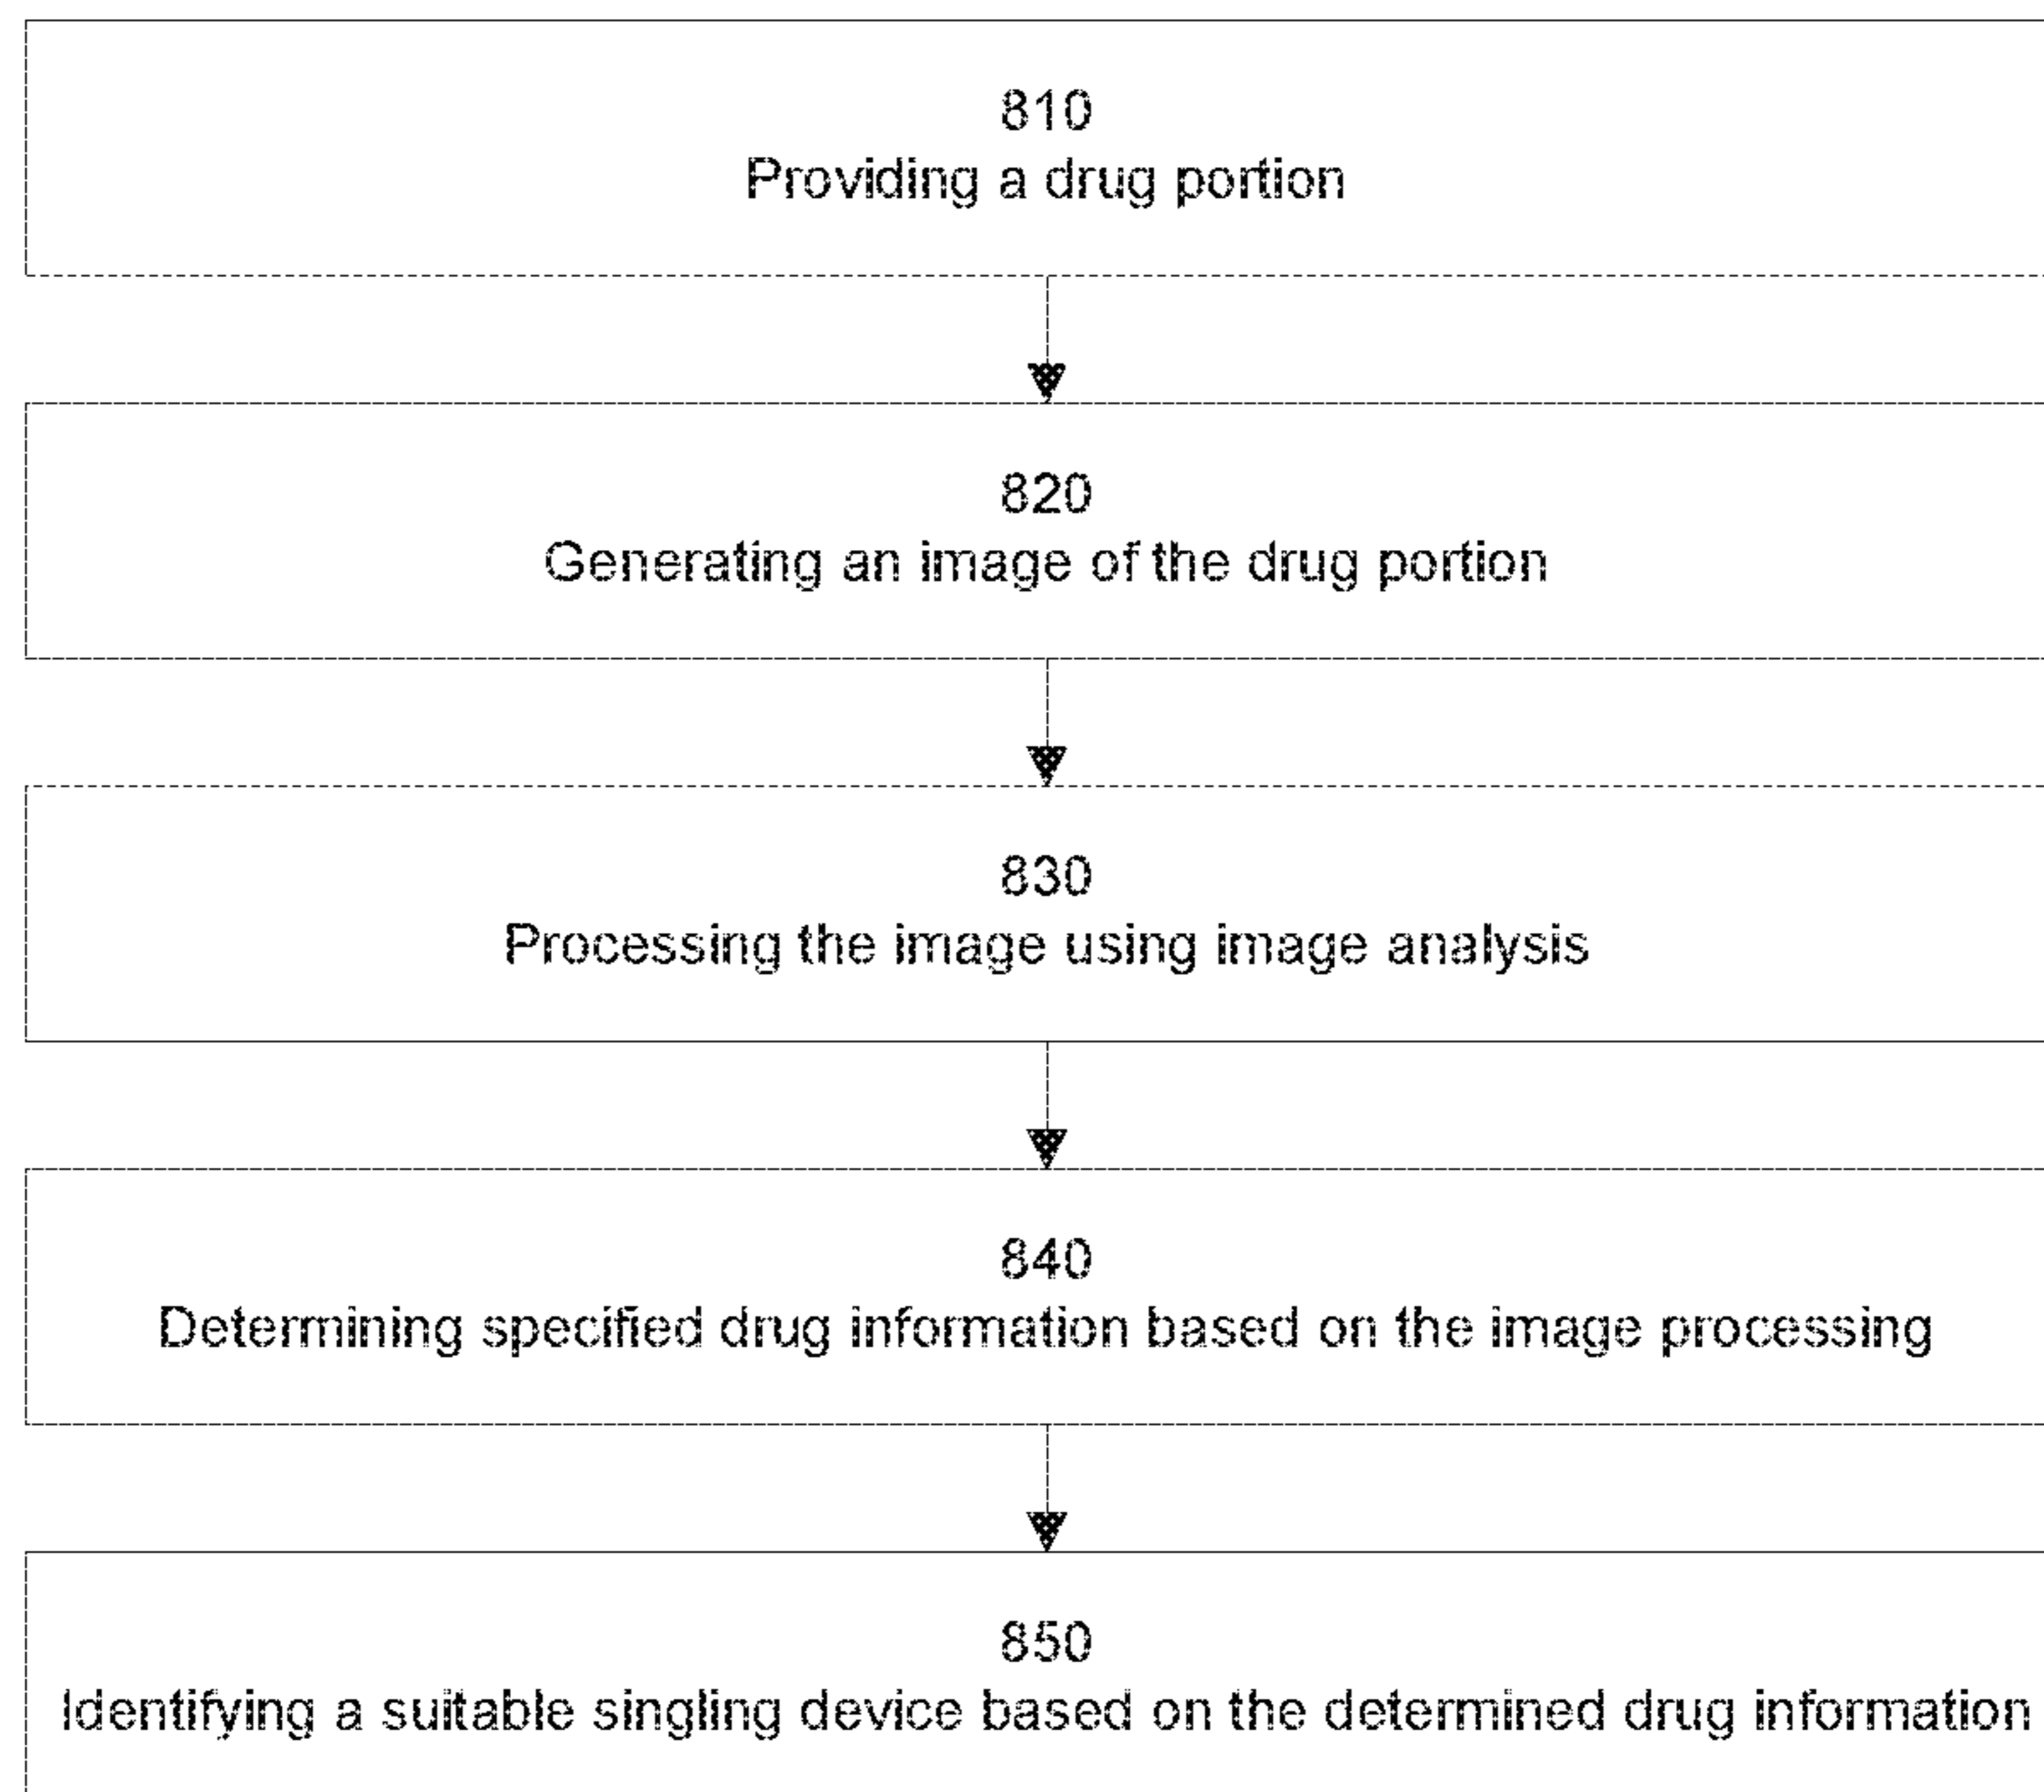 810
Providing a drug portion
820
Generating an image of the drug portion
830
Processing the image using image analysis
840
Determining specified drug information based on the image processing
850
Identifying a suitable singling device based on the determined drug information